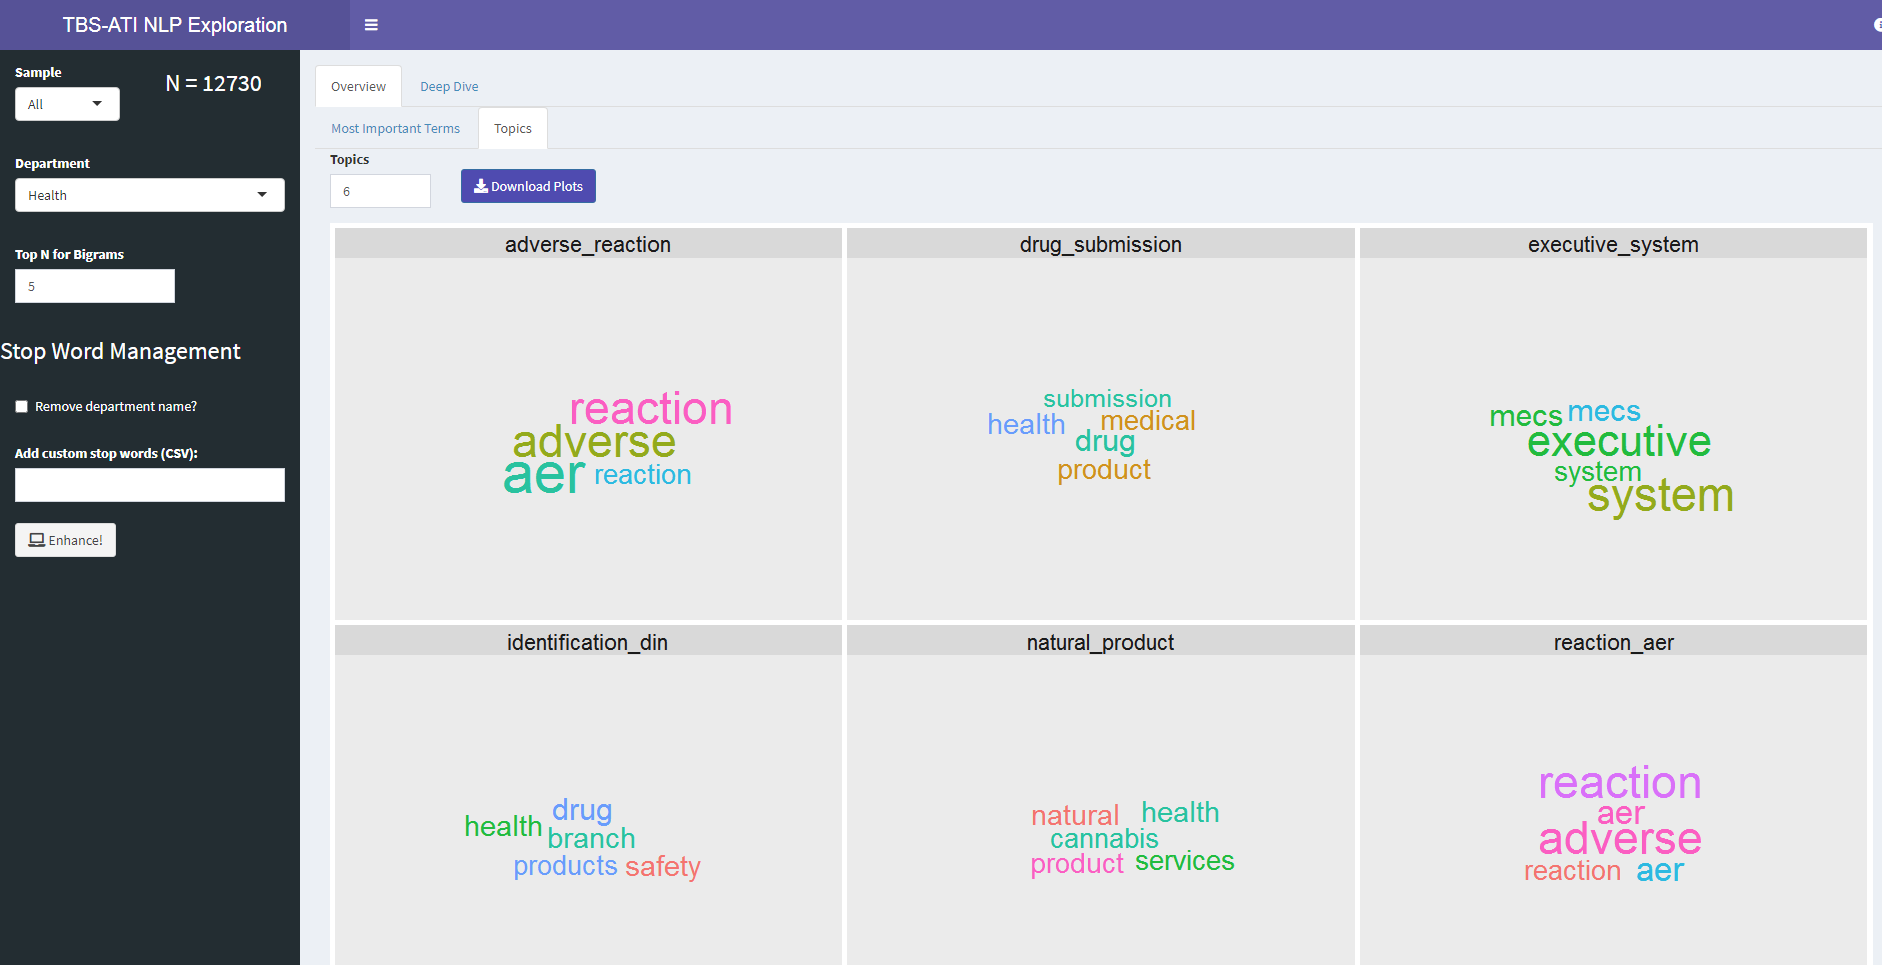 TBS-ATI NLP Exploration
Sample
N = 12730
All
Department
Health
Top N for Bigrams
5
Stop Word Management
Remove department name?
Add custom stop words (CSV):
Enhance!
Overview
Deep Dive
Most Important Terms
Topics
Topics
6
Download Plots
adverse_reaction
reaction
adverse
aer
reaction
drug_submission
submission
health
medical
drug
product
executive_system
mecs
mecs
executive
system
system
identification_din
drug
health
branch
products
safety
natural_product
natural
health
cannabis
product
services
reaction_aer
reaction
aer
adverse
reaction
aer